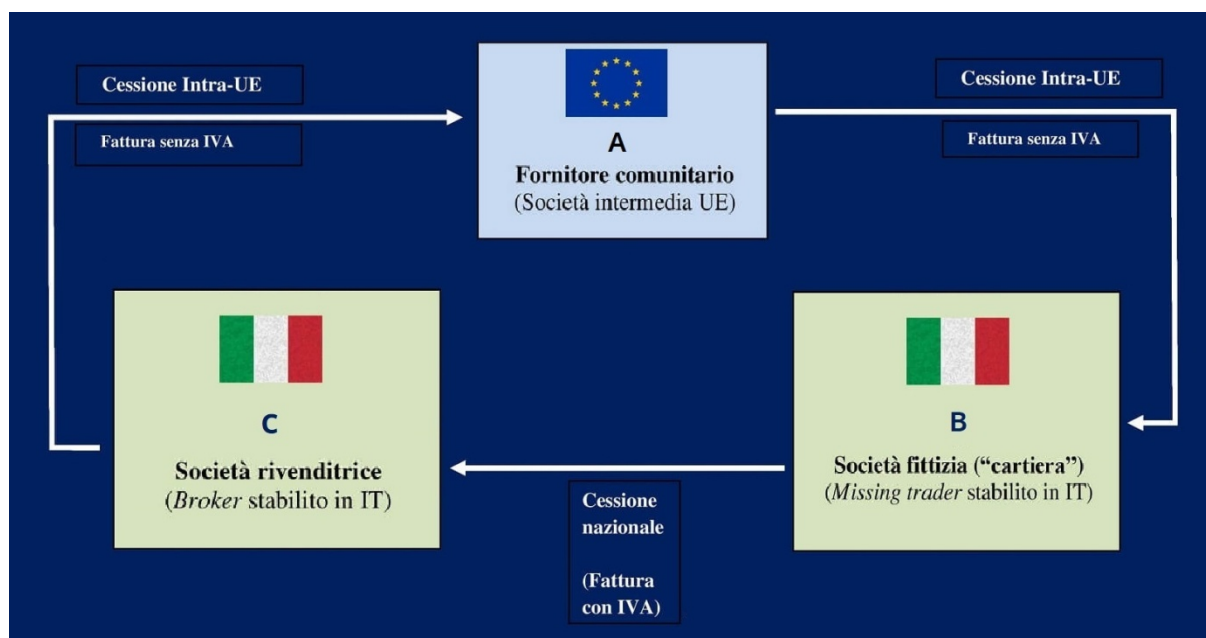 Cessione Intra-UE
Fattura senza IVA
A
Fornitore comunitario
(Società intermedia UE)
Cessione Intra-UE
Fattura senza IVA
C
Società rivenditrice
(Broker stabilito in IT)
Cessione
nazionale
(Fattura
con IVA)
B
Società fittizia (“cartiera”)
(Missing trader stabilito in IT)